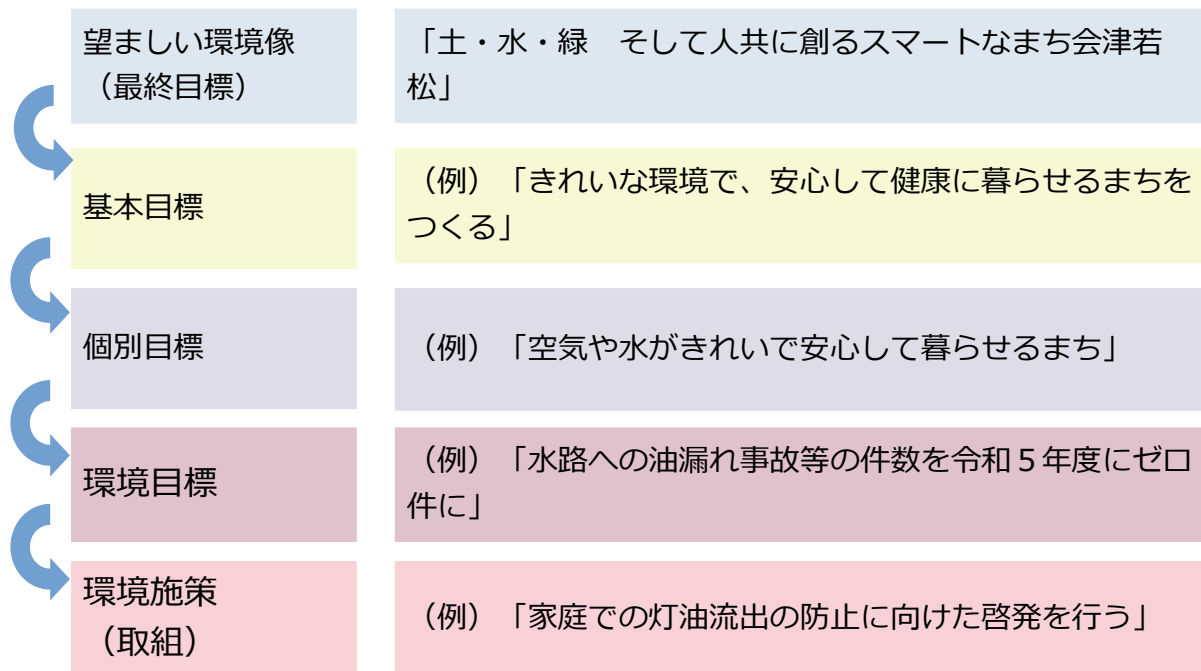 望ましい環境像
（最終目標）
「土・水・緑　そして人共に創るスマートなまち会津若
松」
基本目標
（例）「きれいな環境で、安心して健康に暮らせるまちを
つくる」
個別目標
（例）「空気や水がきれいで安心して暮らせるまち」
環境目標
（例）「水路への油漏れ事故等の件数を令和５年度にゼロ
件に」
環境施策
（取組）
（例）「家庭での灯油流出の防止に向けた啓発を行う」